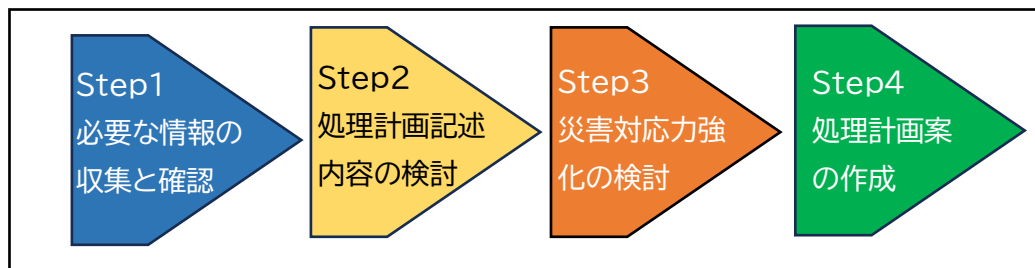 Step1
必要な情報の
収集と確認
Step2
処理計画記述
内容の検討
Step3
災害対応力強
化の検討
Step4
処理計画案
の作成